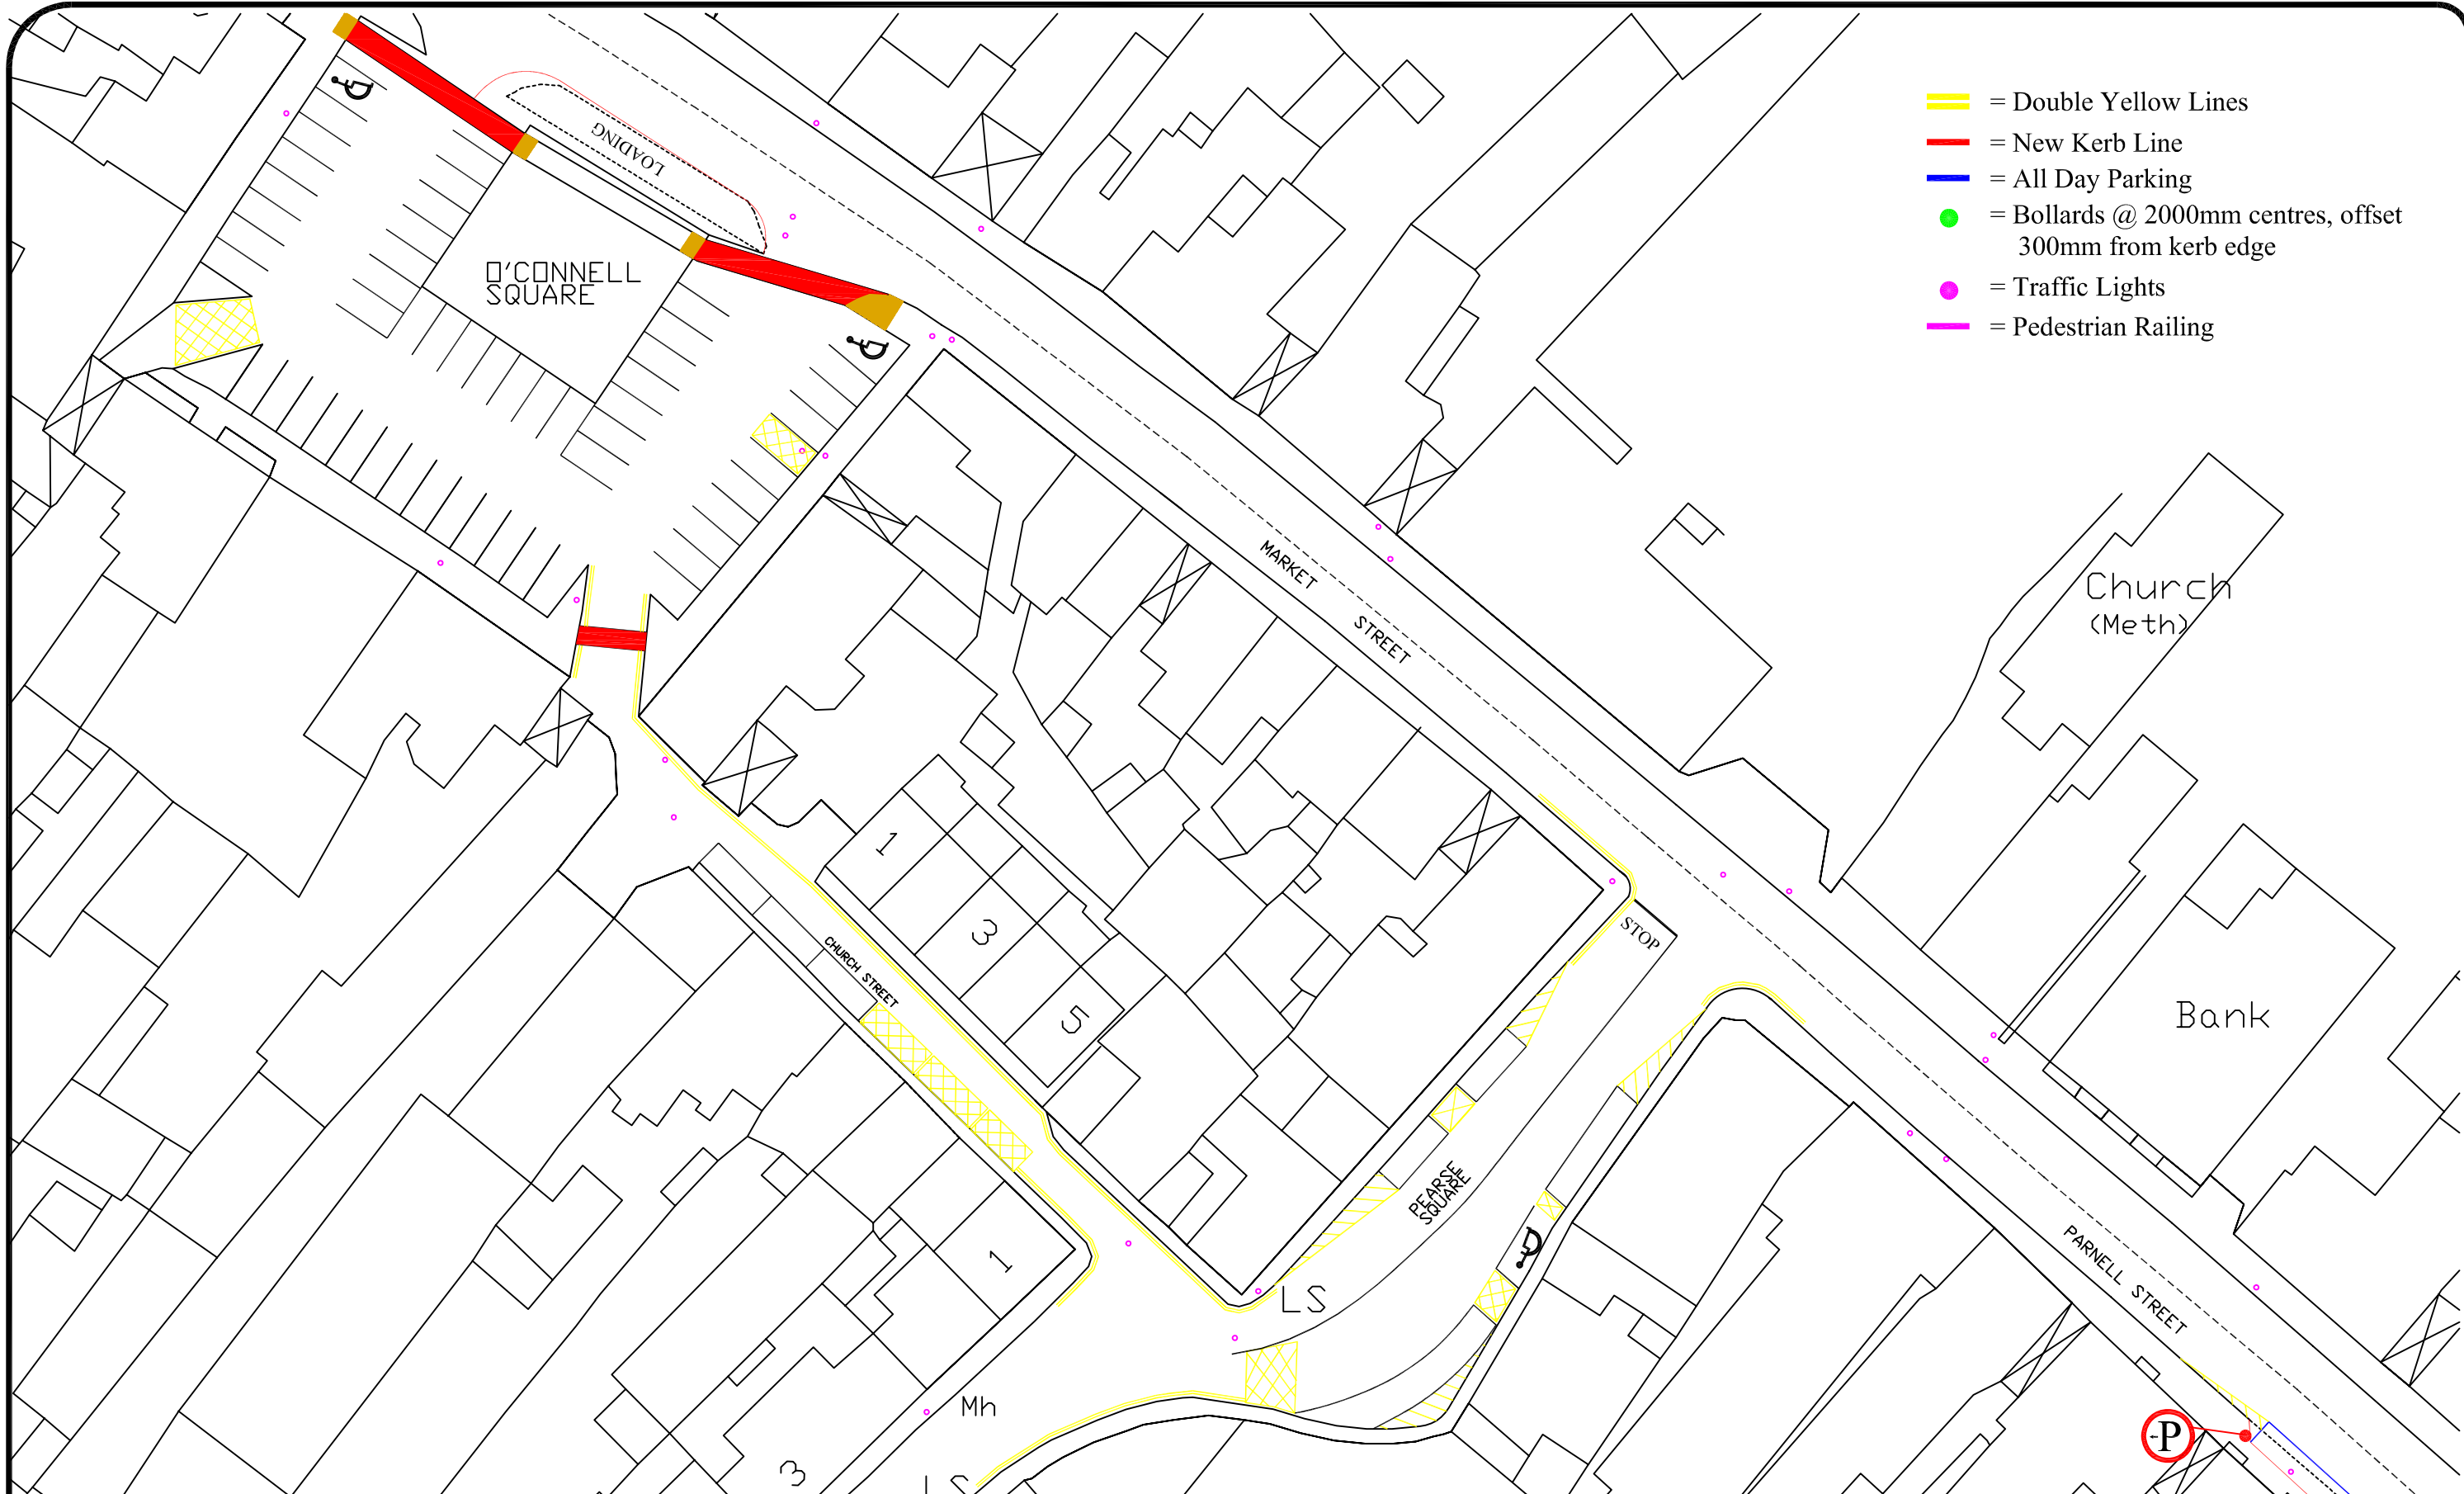 = Double Yellow Lines
= New Kerb Line
= All Day Parking
= Bollards @ 2000mm centres, offset
300mm from kerb edge
= Traffic Lights
= Pedestrian Railing
LOADING
O'CONNELL
SQUARE
MARKET
STREET
Church
(Meth)
1
3
5
CHURCH STREET
STOP
Bank
PEARSE
SQUARE
1
LS
PARNELL STREET
Mh
3
LS
P